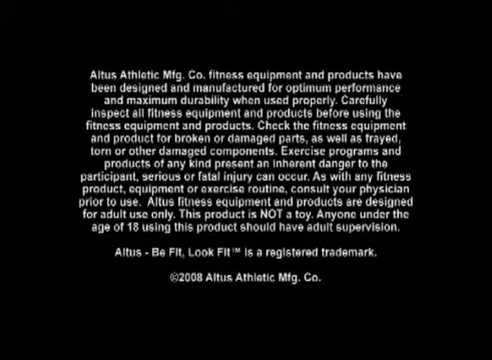 Altus Athletic Mfg. Co. fitness equipment and products have
been designed and manufactured for optimum performance
and maximum durability when used properly. Carefully
inspect all fitness equipment and products before using the
fitness equipment and products. Check the fitness equipment
and product for broken or damaged parts, as well as frayed,
torn or other damaged components. Exercise programs and
products of any kind present an inherent danger to the
participant, serious or fatal injury can occur. As with any fitness
product, equipment or exercise routine, consult your physician
prior to use. Altus fitness equipment and products are designed
for adult use only. This product is NOT a toy. Anyone under the
age of 18 using this product should have adult supervision.
Altus - Be Fit, Look Fit™ is a registered trademark.
©2008 Altus Athletic Mfg. Co.